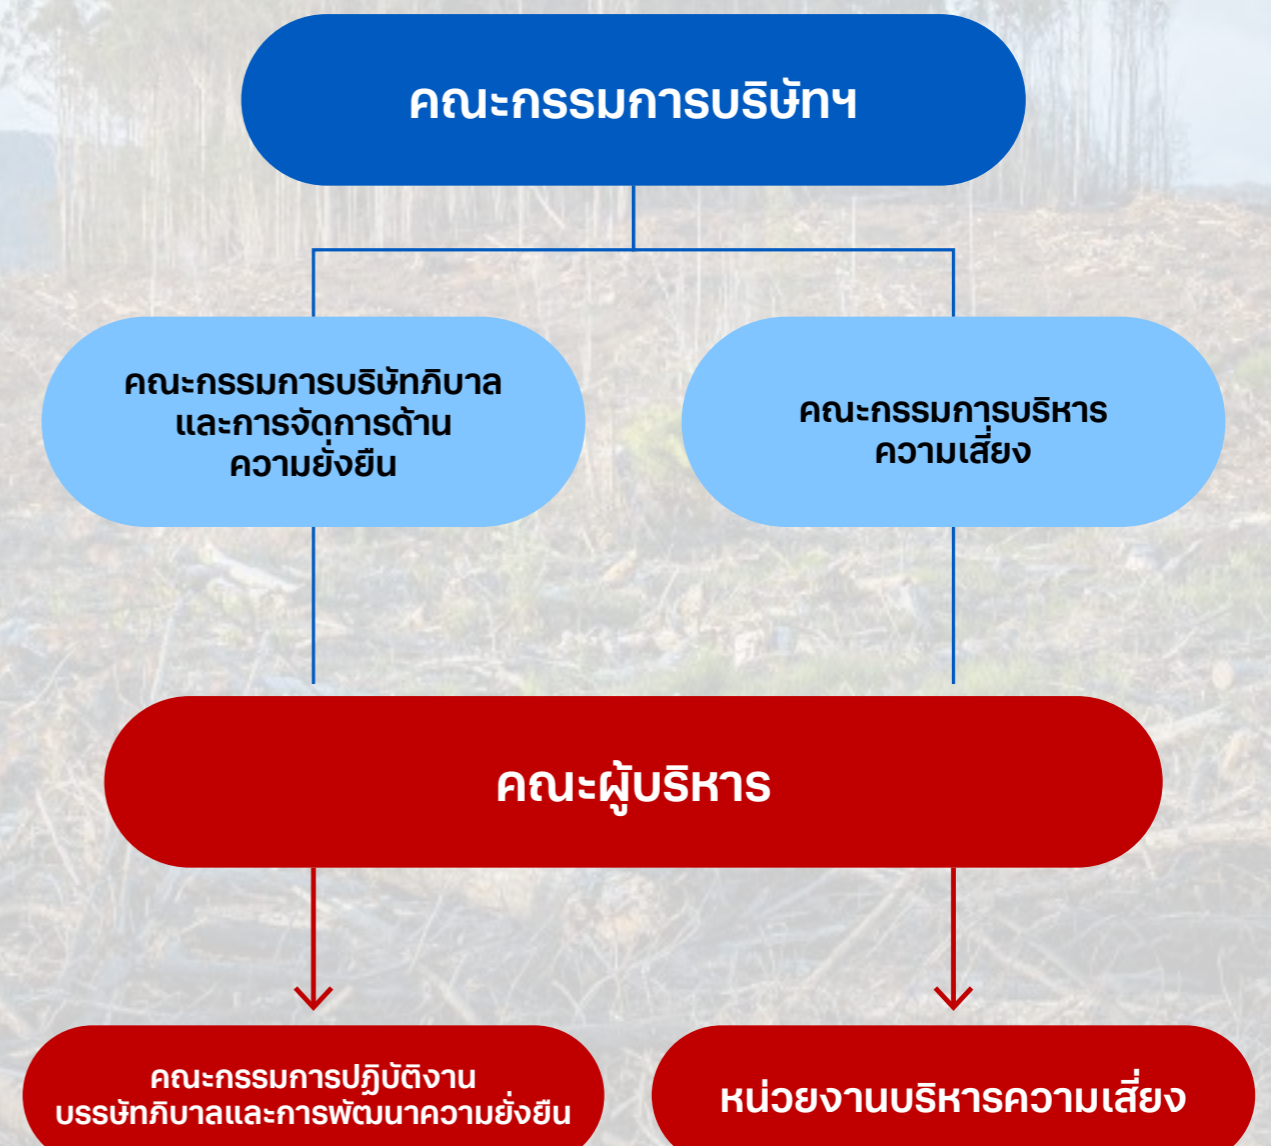 คณะกรรมการบริษัทฯ
คณะกรรมการบริษัทภิบาล
และการจัดการด้าน
ความยั่งยืน
คณะกรรมการบริหาร
ความเสี่ยง
คณะผู้บริหาร
คณะกรรมการปฏิบัติงาน
บรรษัทภิบาลและการพัฒนาความยั่งยืน
หน่วยงานบริหารความเสี่ยง